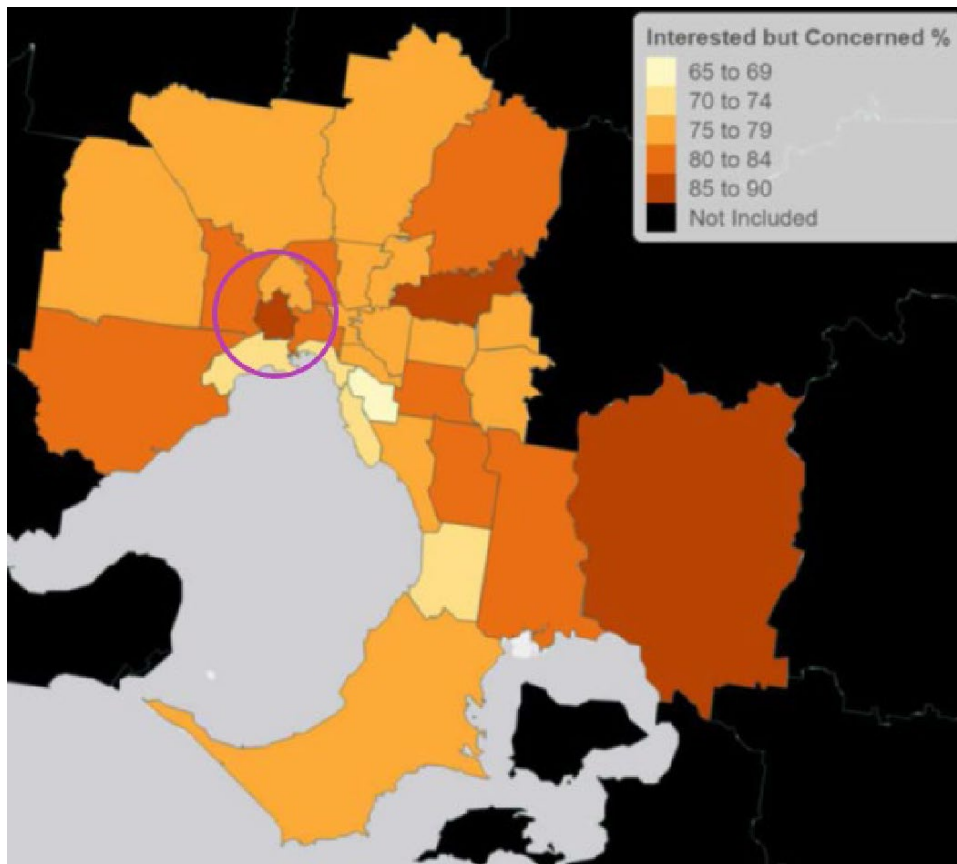 Interested but Concerned %
65 to 69
70 to 74
75 to 79
80 to 84
85 to 90
Not Included